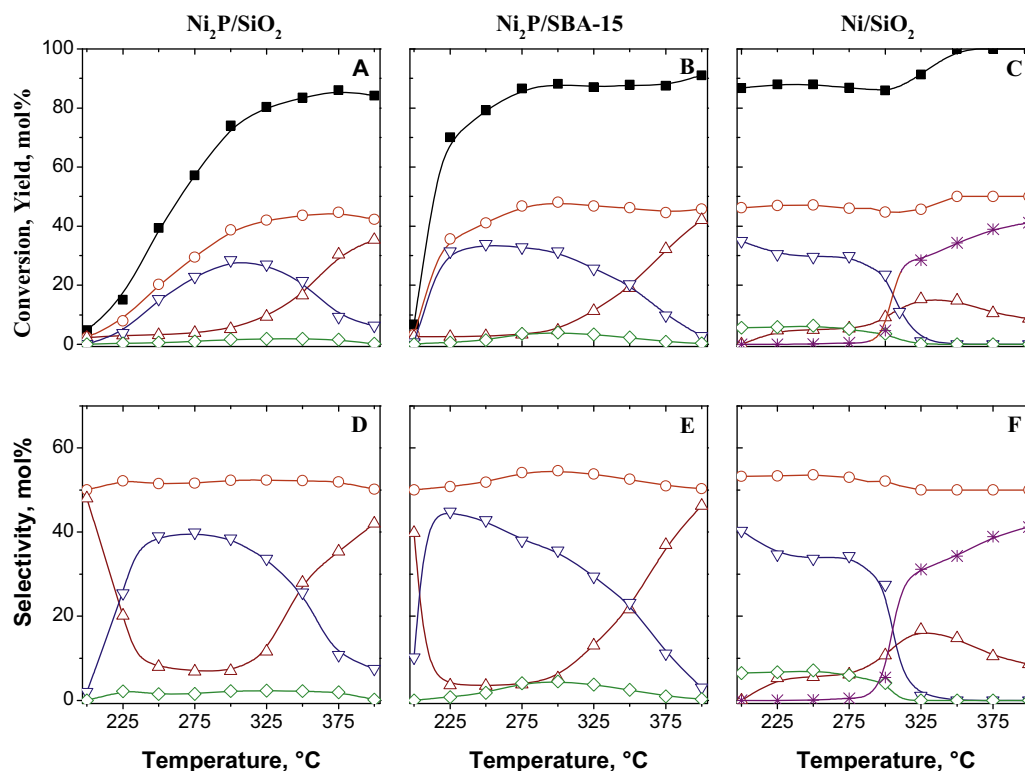 Ni₂P/SiO₂
Ni₂P/SBA-15
Ni/SiO₂
Conversion, Yield, mol%
100
80
60
40
20
0
A
B
C
Selectivity, mol%
60
40
20
0
D
E
F
225 275 325 375
225 275 325 375
225 275 325 375
Temperature, °C
Temperature, °C
Temperature, °C